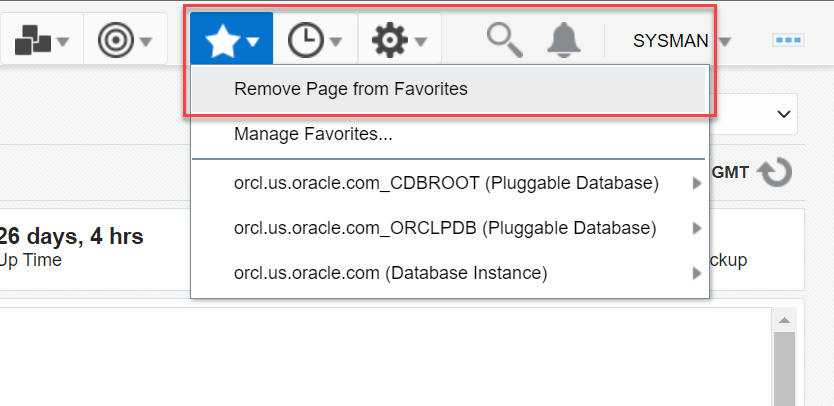 SYSMAN
Remove Page from Favorites
Manage Favorites...
orcl.us.oracle.com_CDBROOT (Pluggable Database)
GMT
orcl.us.oracle.com_ORCLPDB (Pluggable Database)
26 days, 4 hrs
Up Time
ckup
orcl.us.oracle.com (Database Instance)